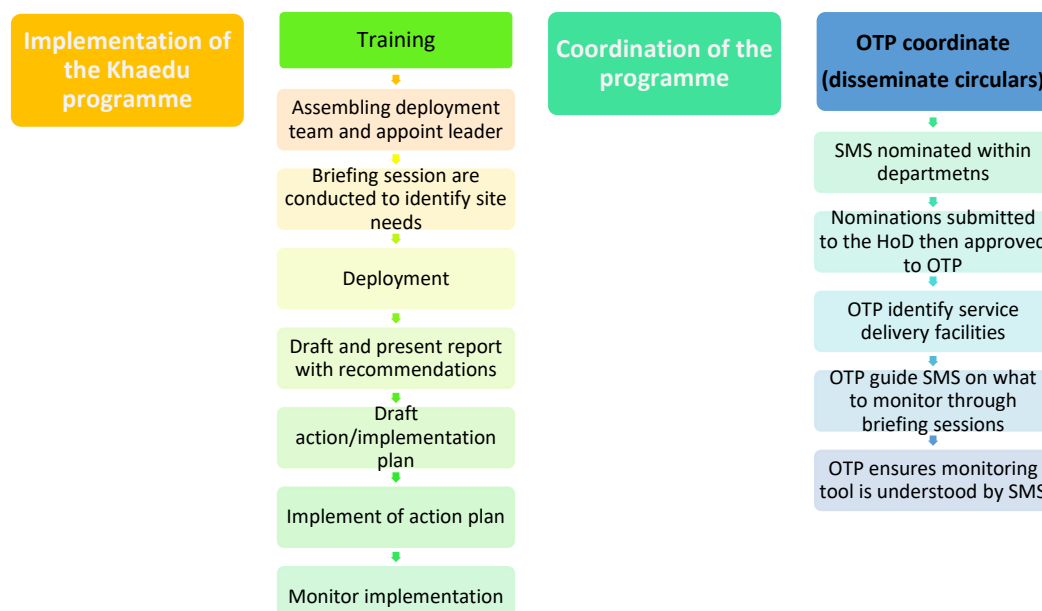 Implementation of
the Khaedu
programme
Training
Assembling deployment
team and appoint leader
Briefing session are
conducted to identify site
needs
Deployment
Draft and present report
with recommendations
Draft
action/implementation
plan
Implement of action plan
Monitor implementation
Coordination of the
programme
OTP coordinate
(disseminate circulars)
SMS nominated within
departmetns
Nominations submitted
to the HoD then approved
to OTP
OTP identify service
delivery facilities
OTP guide SMS on what
to monitor through
briefing sessions
OTP ensures monitoring
tool is understood by SMS